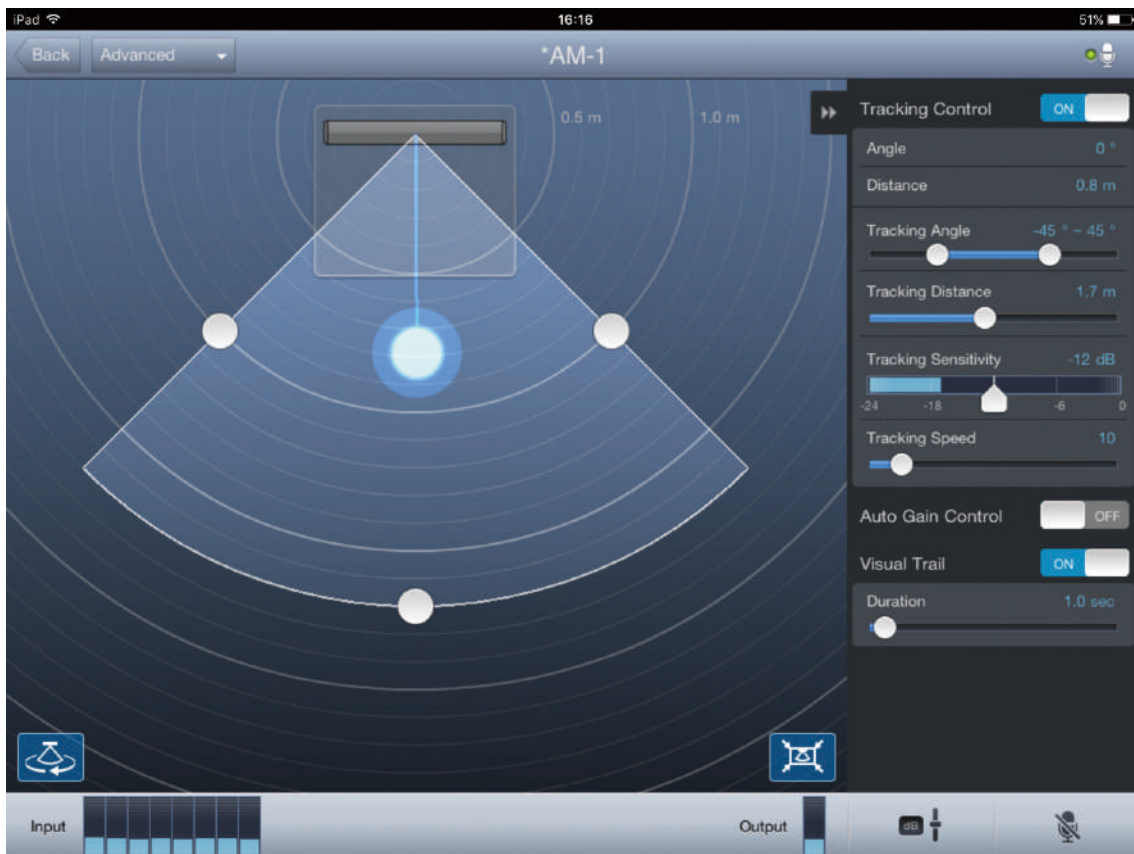 iPad 16:16 51%
Back Advanced *AM-1
0.5 m 1.0 m
Tracking Control ON
Angle 0 °
Distance 0.8 m
Tracking Angle -45 ° ~ 45 °
Tracking Distance 1.7 m
Tracking Sensitivity -12 dB
-24 -18 -6 0
Tracking Speed 10
Auto Gain Control OFF
Visual Trail ON
Duration 1.0 sec
Input Output dB